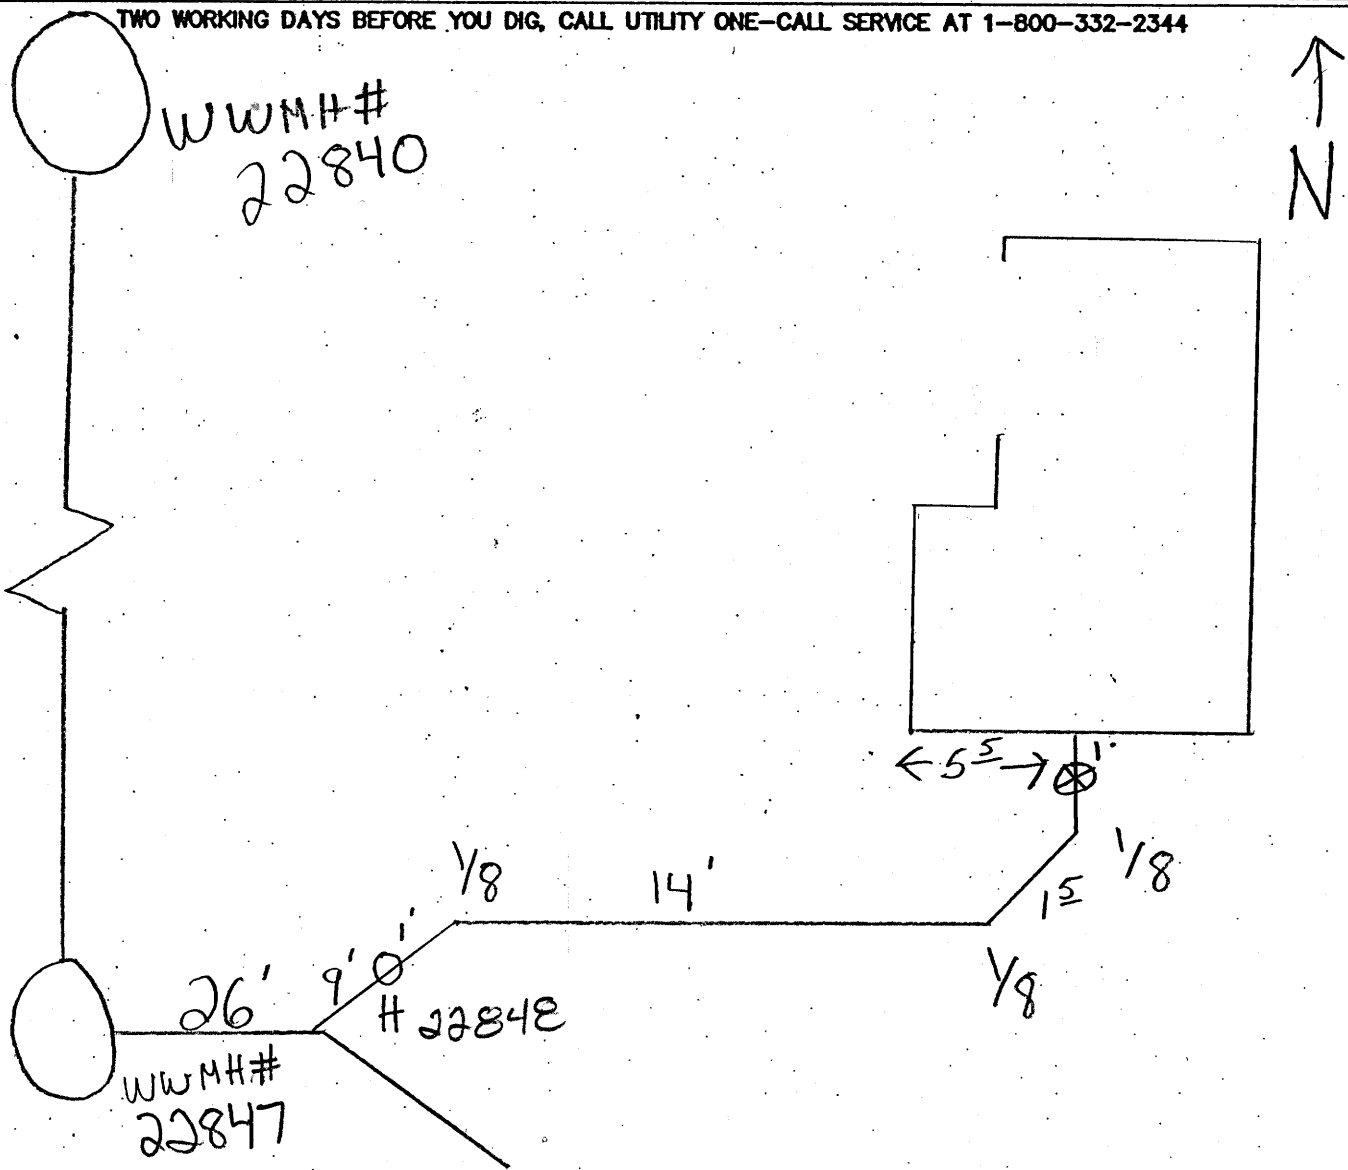 TWO WORKING DAYS BEFORE YOU DIG, CALL UTILITY ONE-CALL SERVICE AT 1-800-332-2344
WWMH#
22840
N
←5⁵→
1'
1/8
1/8
14'
1⁵
1'
9'
1/8
26'
H 22848
WWMH#
22847